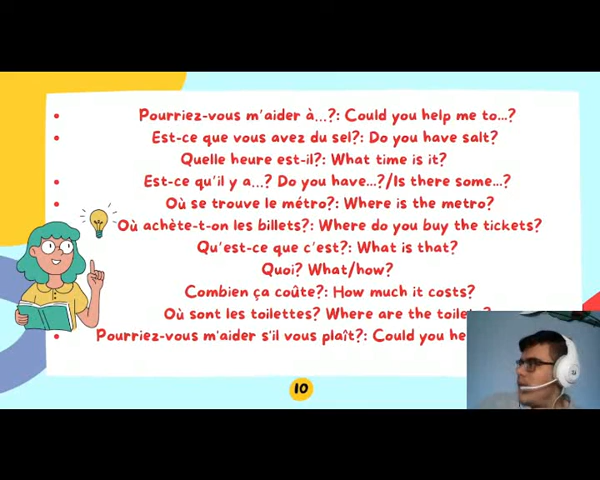 Pourriez-vous m'aider à...?: Could you help me to...?
Est-ce que vous avez du sel?: Do you have salt?
Quelle heure est-il?: What time is it?
Est-ce qu'il y a...? Do you have...?/Is there some...?
Où se trouve le métro?: Where is the metro?
Où achète-t-on les billets?: Where do you buy the tickets?
Qu'est-ce que c'est?: What is that?
Quoi? What/how?
Combien ça coûte?: How much it costs?
Où sont les toilettes? Where are the
Pourriez-vous m'aider s'il vous plaît?: Could you
10